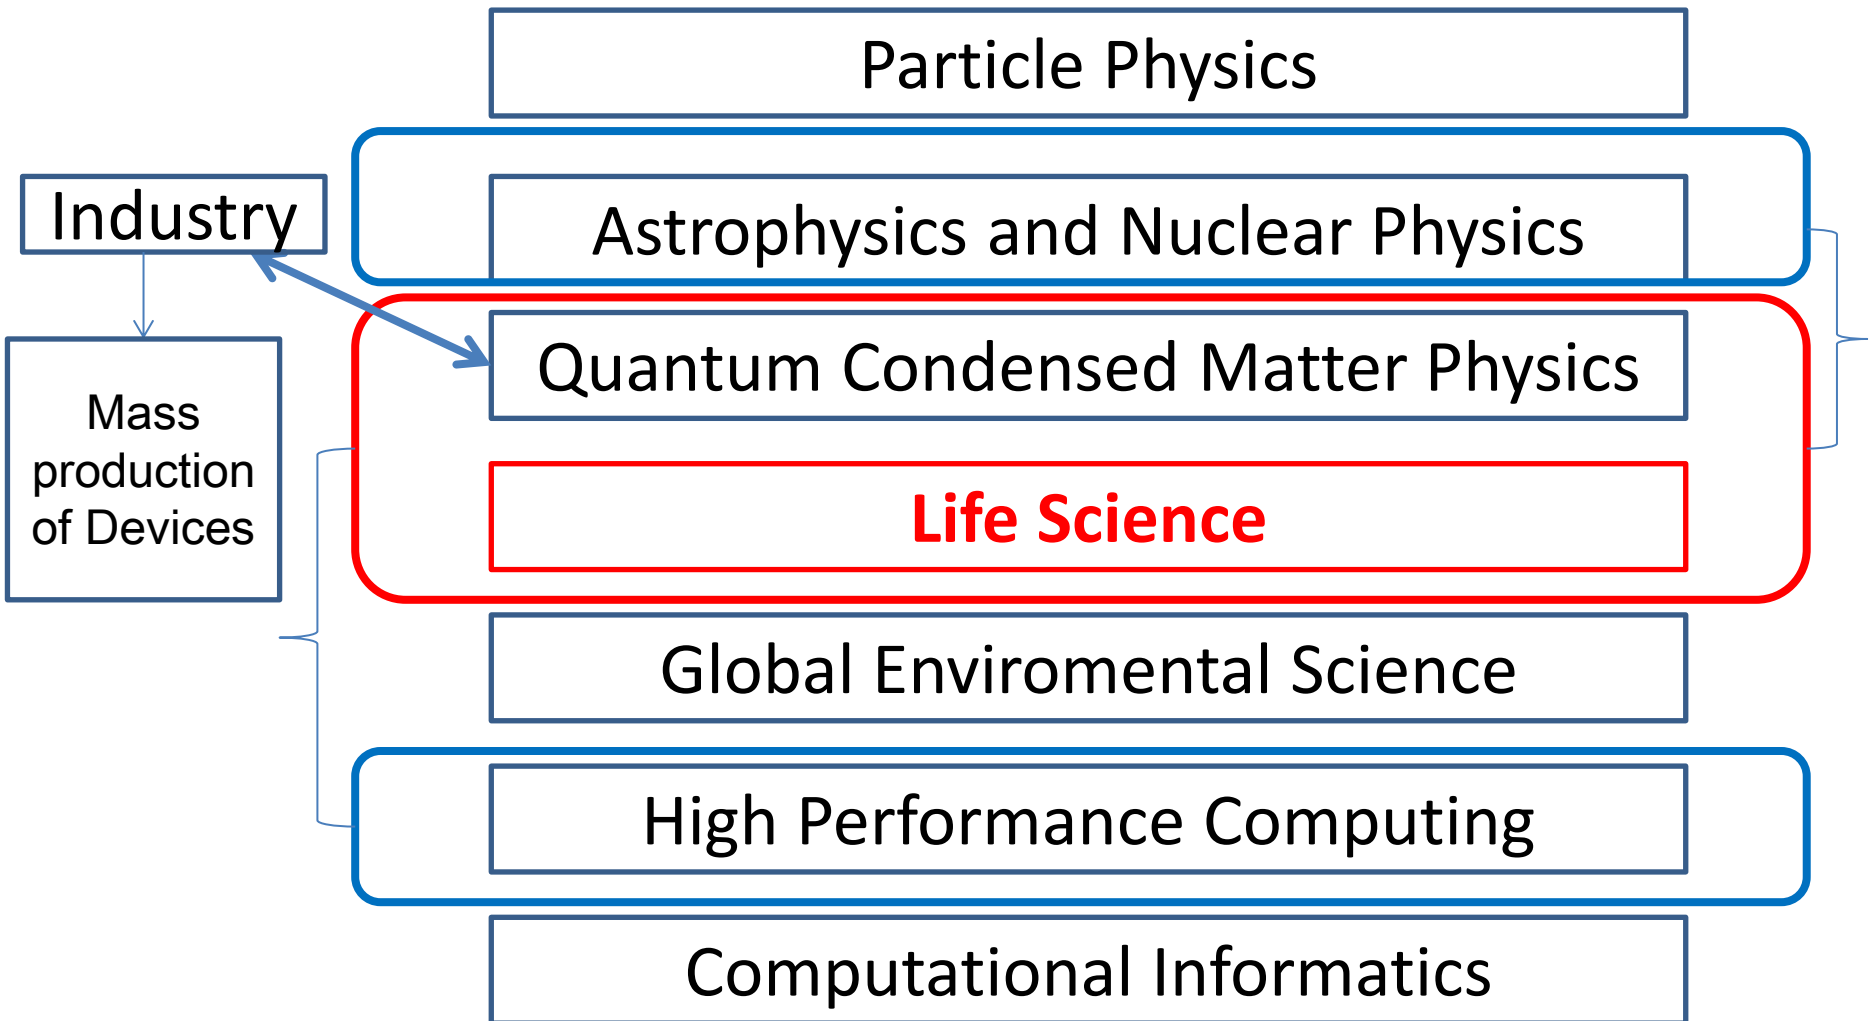 Particle Physics
Industry
Astrophysics and Nuclear Physics
Quantum Condensed Matter Physics
Mass
production
of Devices
Life Science
Global Enviromental Science
High Performance Computing
Computational Informatics